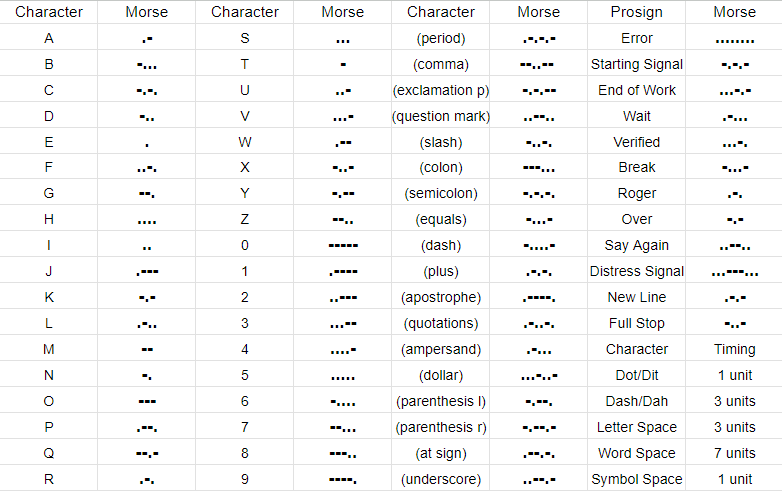 Character Morse Character Morse Character Morse Prosign Morse
A .- S ... (period) .-.-.- Error ........
B -... T - (comma) --..-- Starting Signal -.-.-
C -.-. U ..- (exclamation p) -.-.-- End of Work ...-.-
D -.. V ...- (question mark) ..--.. Wait .-...
E . W .-- (slash) -..-. Verified ...-.
F ..-. X -..- (colon) ---... Break -...-
G --. Y -.-- (semicolon) -.-.-. Roger .-.
H .... Z --.. (equals) -...- Over -.-
I .. 0 ----- (dash) -....- Say Again ..--..
J .--- 1 .---- (plus) .-.-. Distress Signal ...---...
K -.- 2 ..--- (apostrophe) .----. New Line .-.-
L .-.. 3 ...-- (quotations) .-..-. Full Stop -..-
M -- 4 ....- (ampersand) .-... Character Timing
N -. 5 ..... (dollar) ...-..- Dot/Dit 1 unit
O --- 6 -.... (parenthesis l) -.--. Dash/Dah 3 units
P .--. 7 --... (parenthesis r) -.--.- Letter Space 3 units
Q --.- 8 ---.. (at sign) .--.-. Word Space 7 units
R .-. 9 ----. (underscore) ..--.- Symbol Space 1 unit